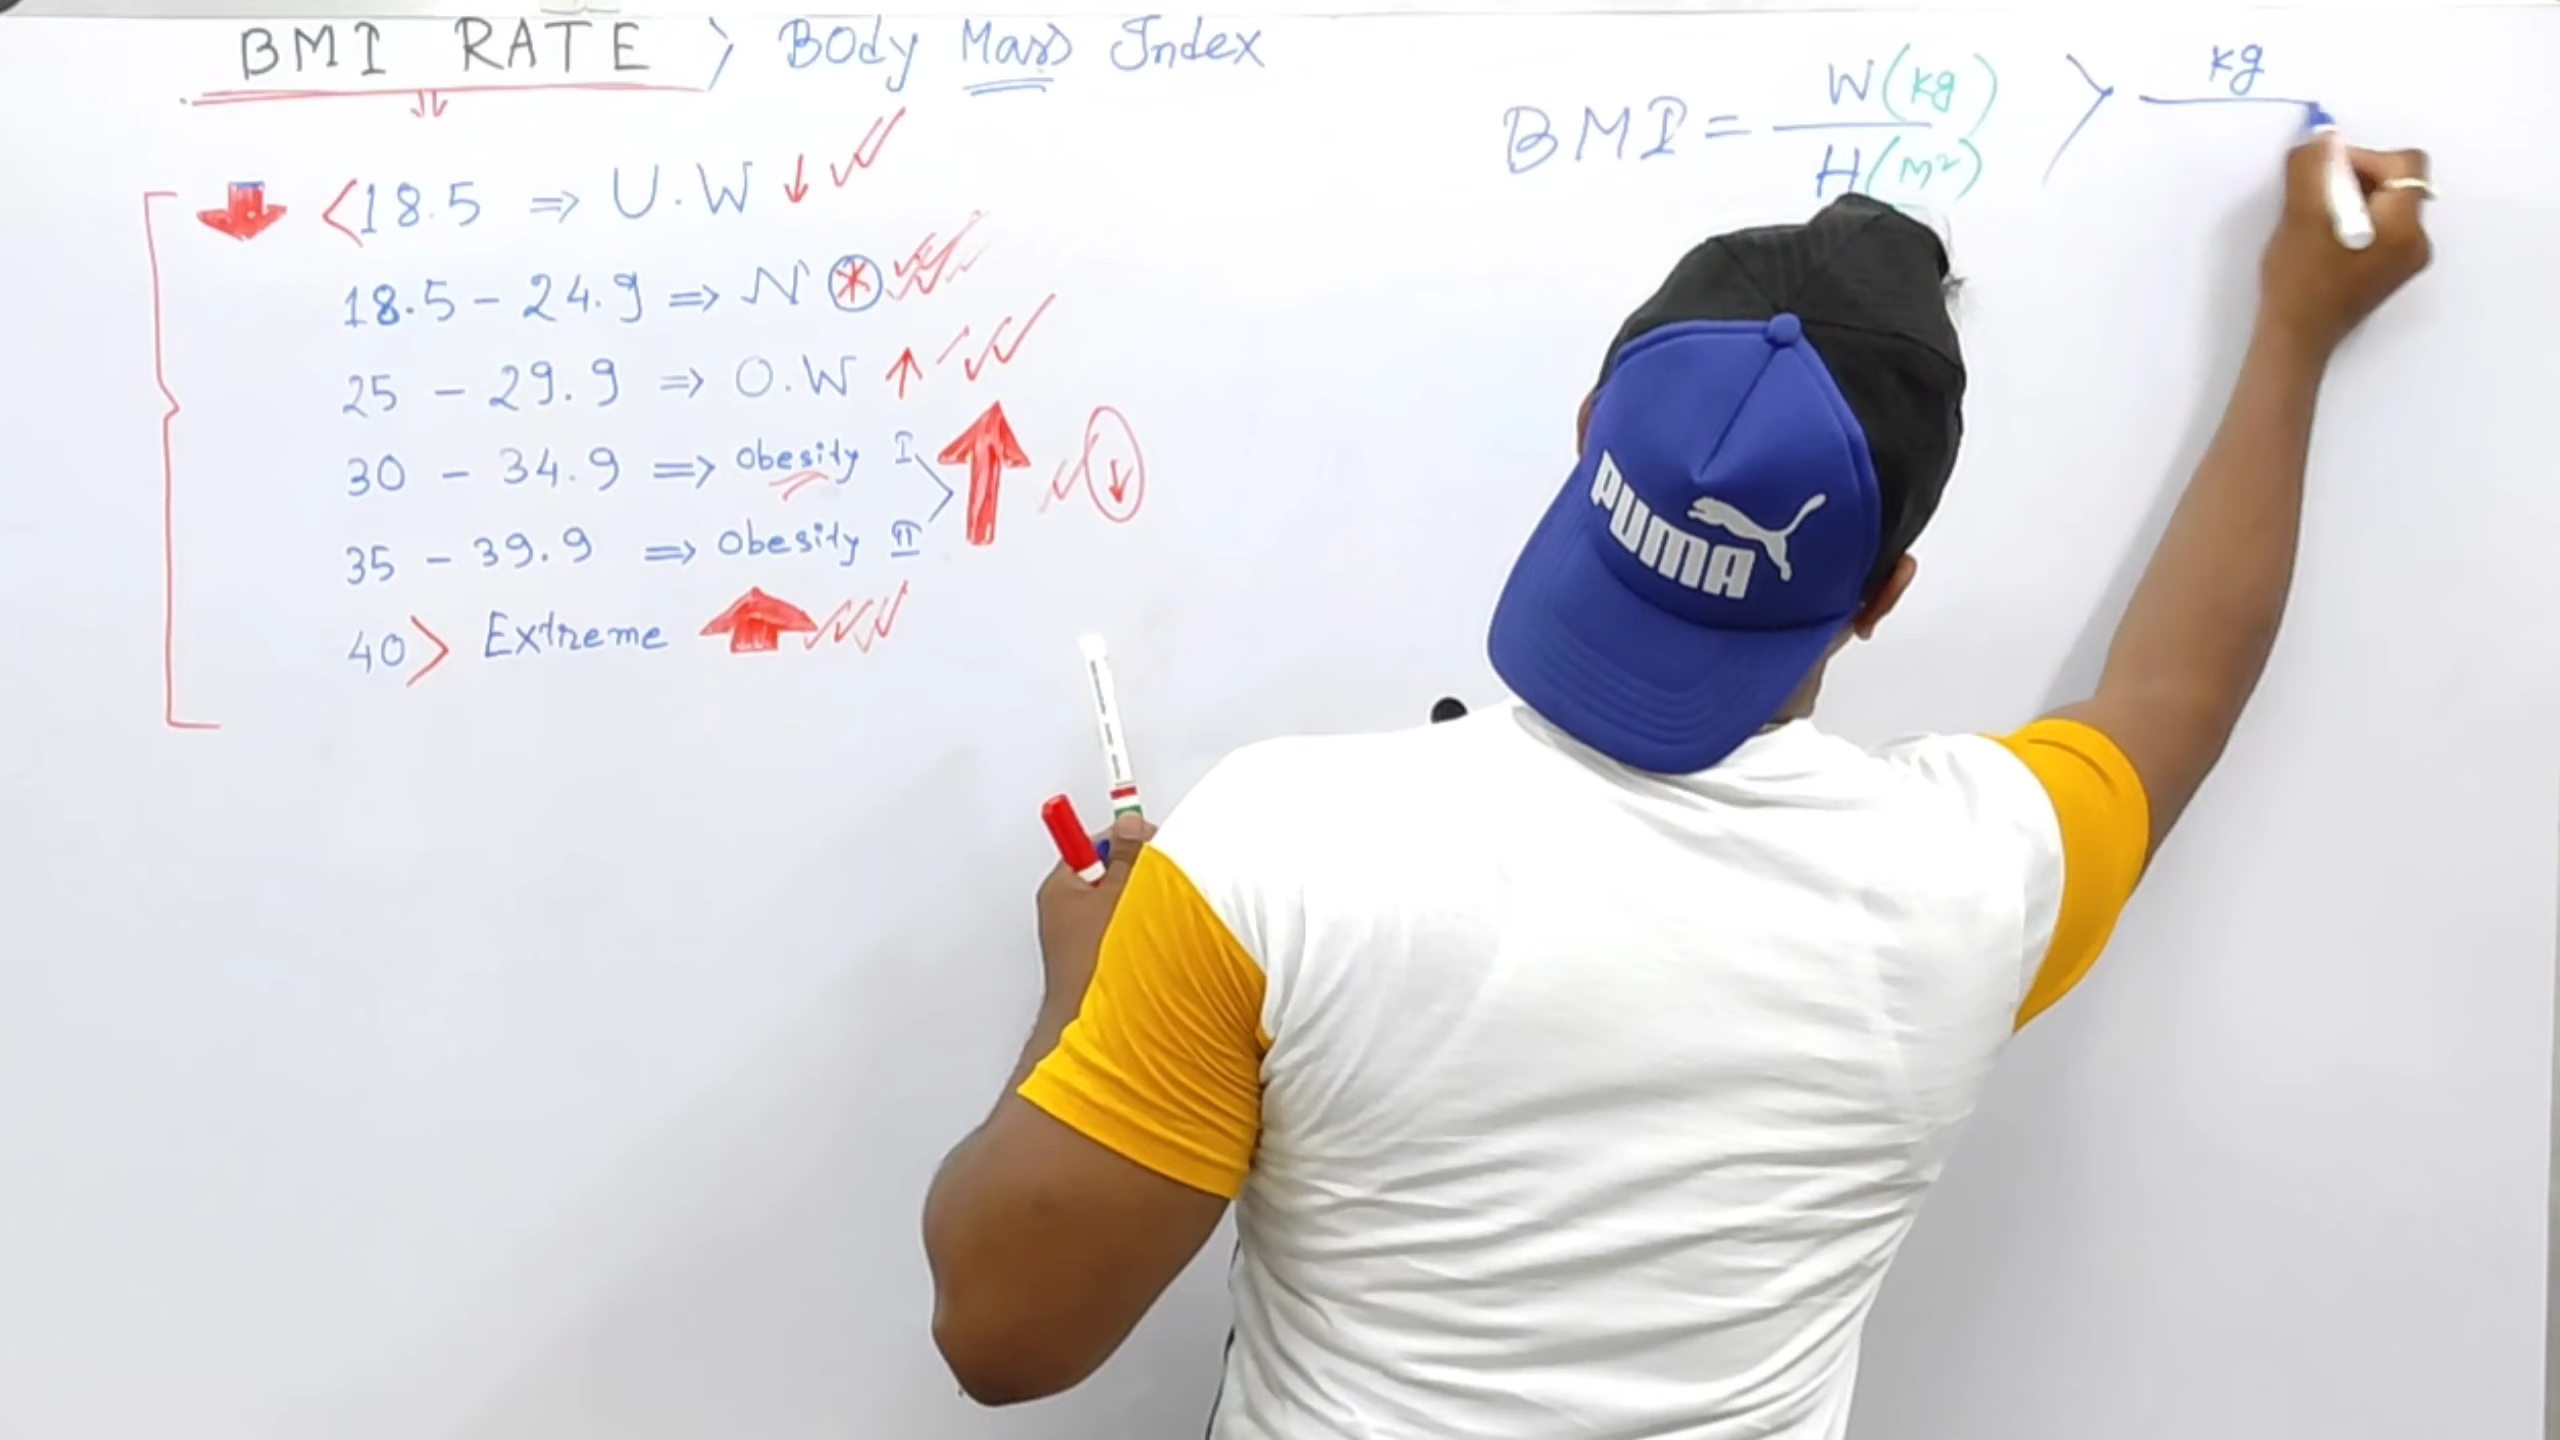 BMI RATE > Body Mass Index
<18.5 ⇒ U.W ↓
18.5 - 24.9 ⇒ N *
25 - 29.9 ⇒ O.W ↑
30 - 34.9 ⇒ Obesity I
35 - 39.9 ⇒ Obesity II
40> Extreme
BMI = W(kg) > kg
H(m²)
PUMA